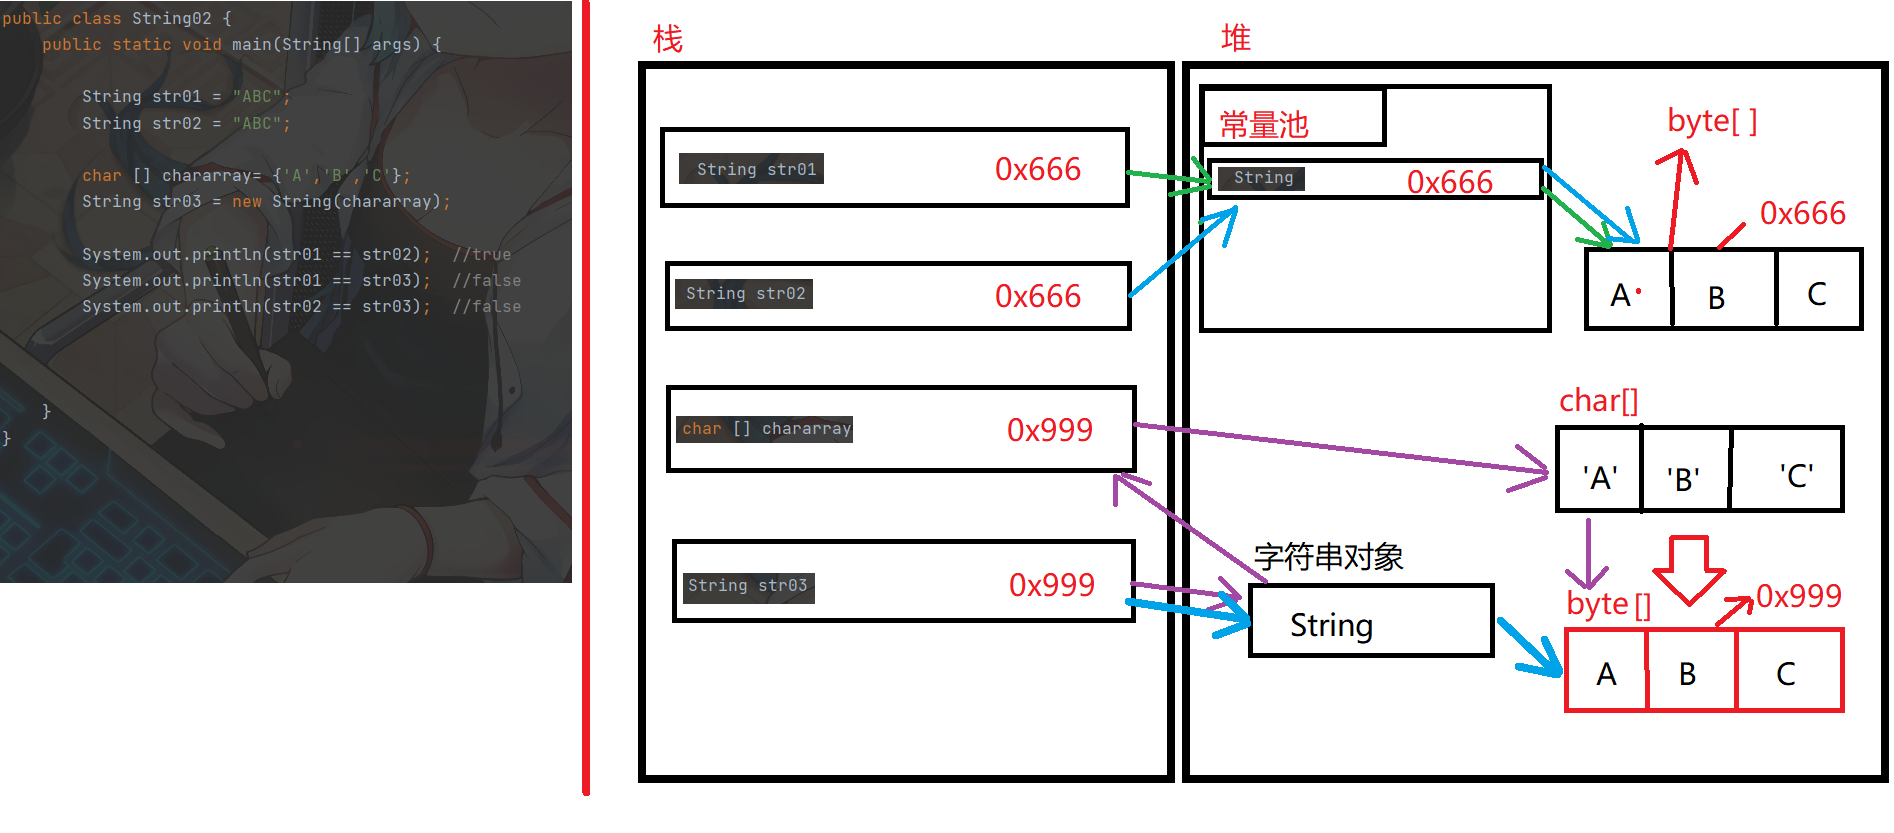 public class String02 {
public static void main(String[] args) {
String str01 = "ABC";
String str02 = "ABC";
char [] chararray= {'A','B','C'};
String str03 = new String(chararray);
System.out.println(str01 == str02);  //true
System.out.println(str01 == str03);  //false
System.out.println(str02 == str03);  //false
}
}
栈
String str01 0x666
String str02 0x666
char [] chararray 0x999
String str03 0x999
堆
常量池
String 0x666
byte[ ]
0x666
A B C
char[]
'A' 'B' 'C'
字符串对象
String
byte[]
0x999
A B C